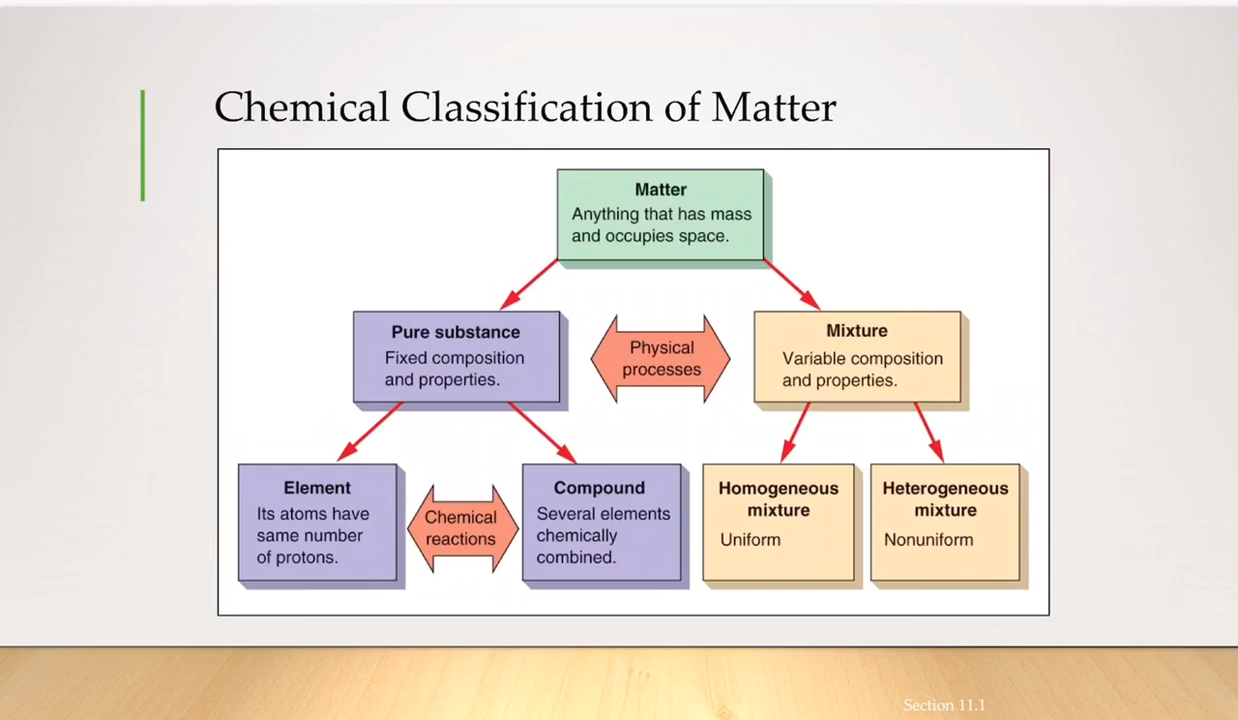 Chemical Classification of Matter
Matter
Anything that has mass
and occupies space.
Pure substance
Fixed composition
and properties.
Physical
processes
Mixture
Variable composition
and properties.
Element
Its atoms have
same number
of protons.
Chemical
reactions
Compound
Several elements
chemically
combined.
Homogeneous
mixture
Uniform
Heterogeneous
mixture
Nonuniform
Section 11.1